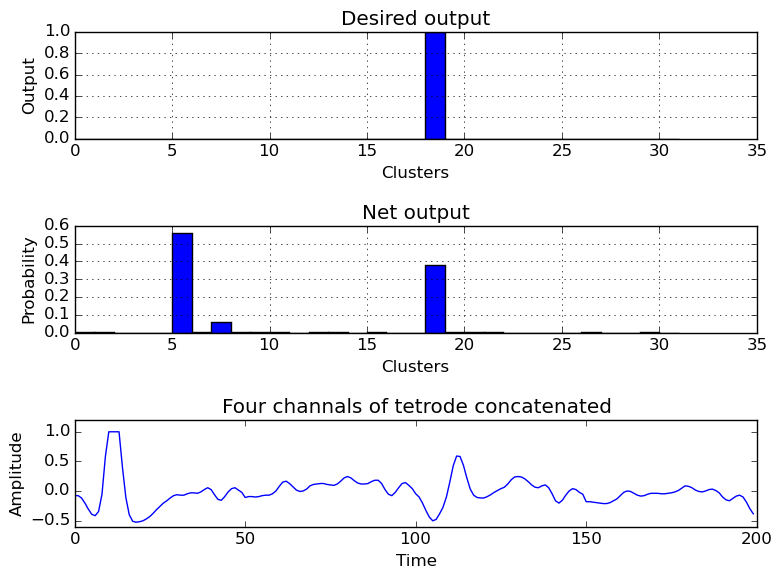 Desired output
1.0
0.8
0.6
0.4
0.2
0.0
Output
0 5 10 15 20 25 30 35
Clusters
Net output
0.6
0.5
0.4
0.3
0.2
0.1
0.0
Probability
0 5 10 15 20 25 30 35
Clusters
Four channals of tetrode concatenated
1.0
0.5
0.0
−0.5
Amplitude
0 50 100 150 200
Time